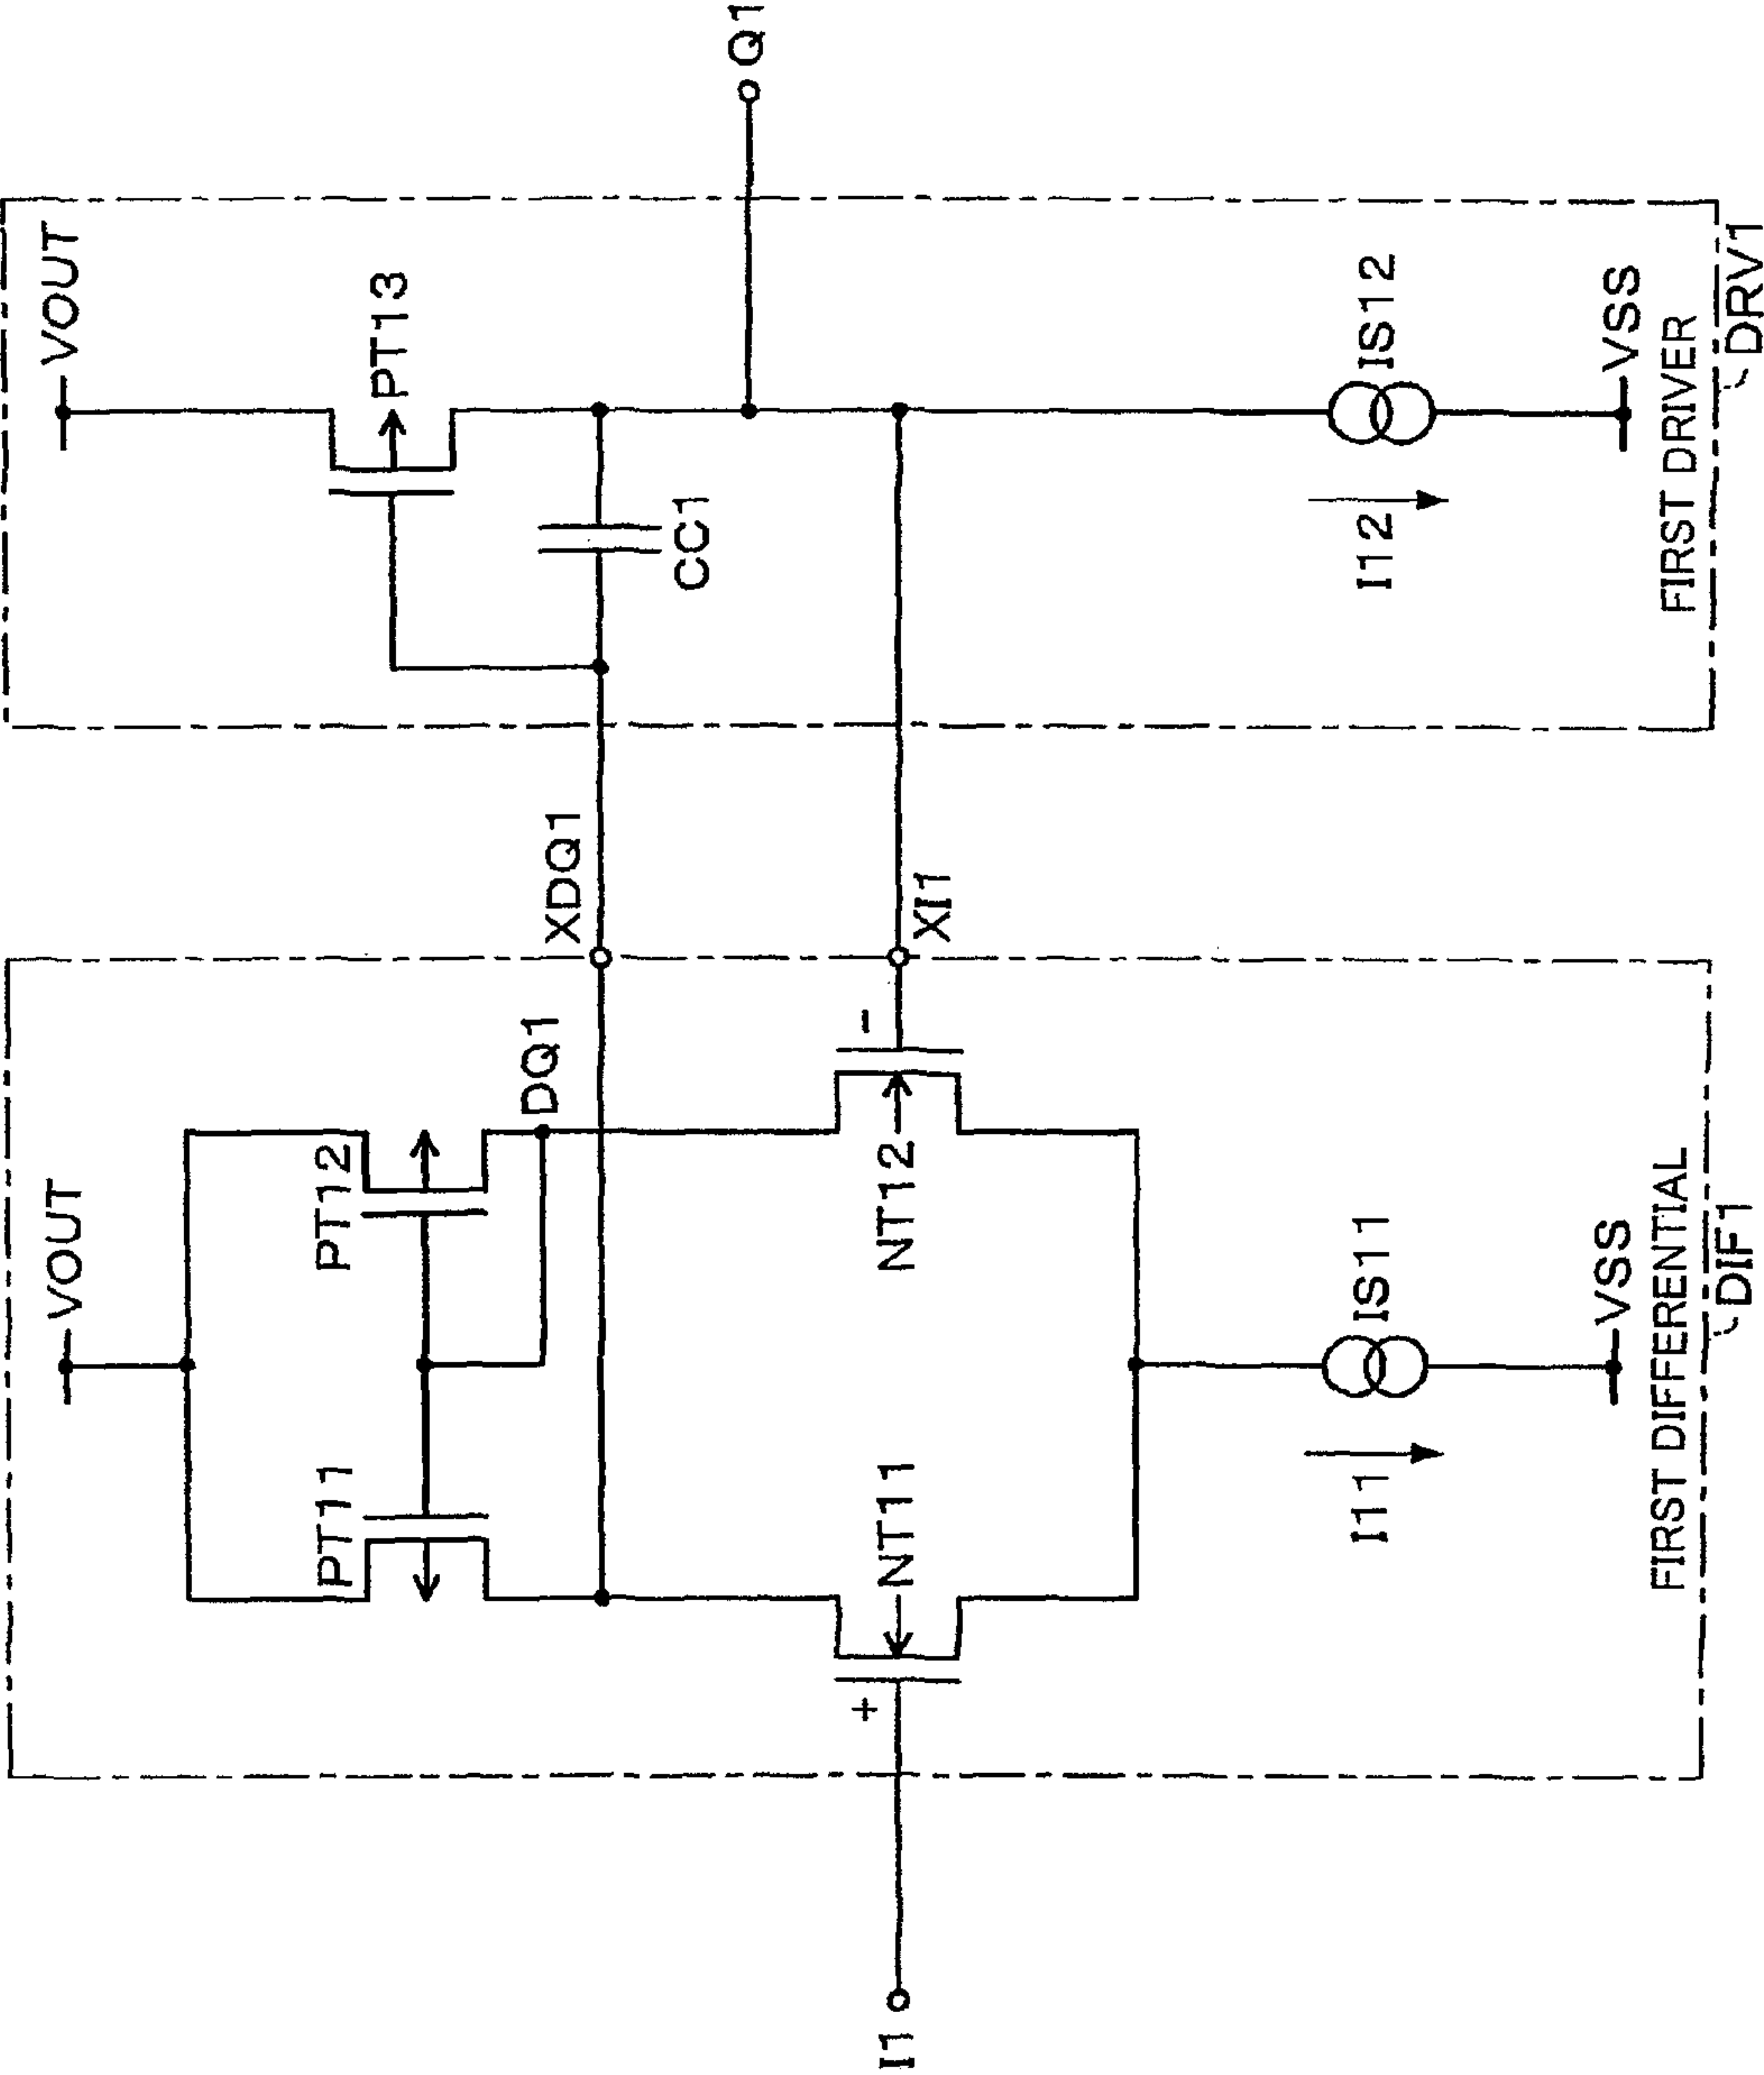 VOUT
VOUT
PT11
PT12
PT13
DQ1
XDQ1
CC1
Q1
I1
+
NT11
NT12
-
XI1
I11
IS11
I12
IS12
VSS
VSS
FIRST DIFFERENTIAL
FIRST DRIVER
DIF1
DRV1